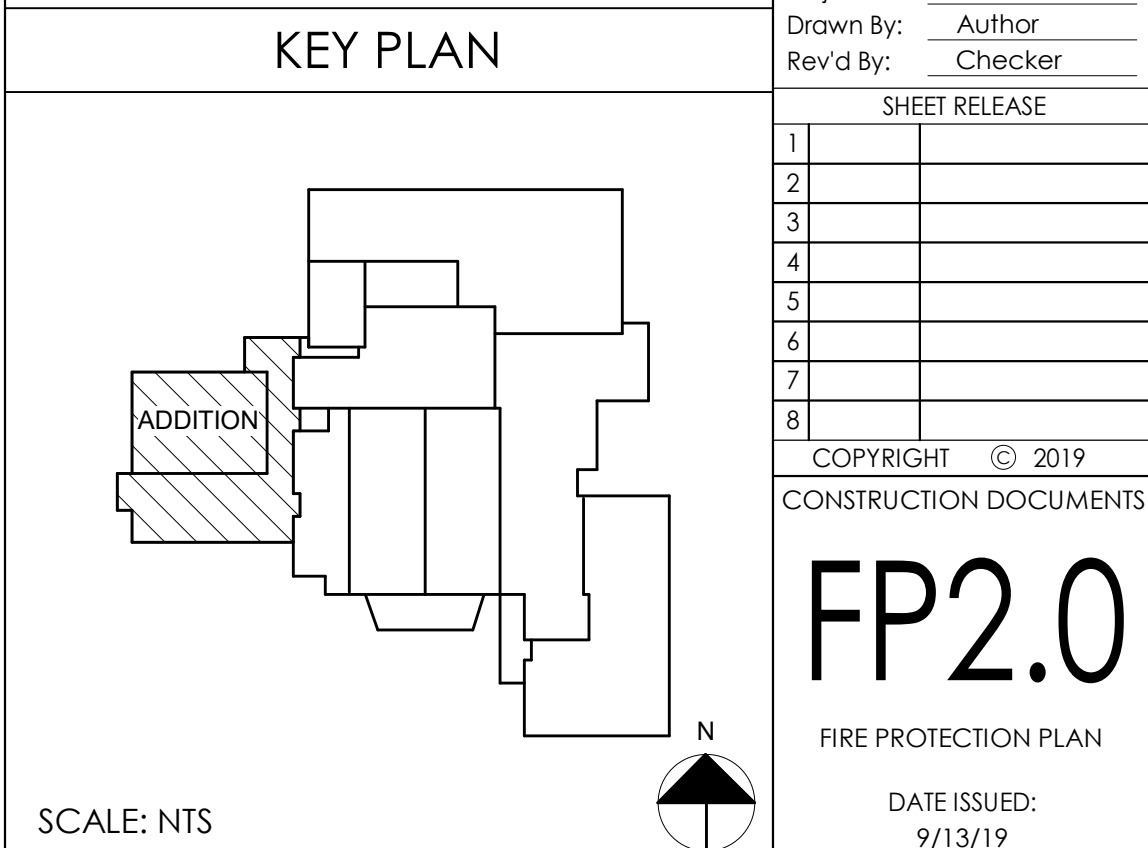 KEY PLAN
ADDITION
N
SCALE: NTS
Drawn By: Author
Rev'd By: Checker
SHEET RELEASE
1
2
3
4
5
6
7
8
COPYRIGHT © 2019
CONSTRUCTION DOCUMENTS
FP2.0
FIRE PROTECTION PLAN
DATE ISSUED:
9/13/19